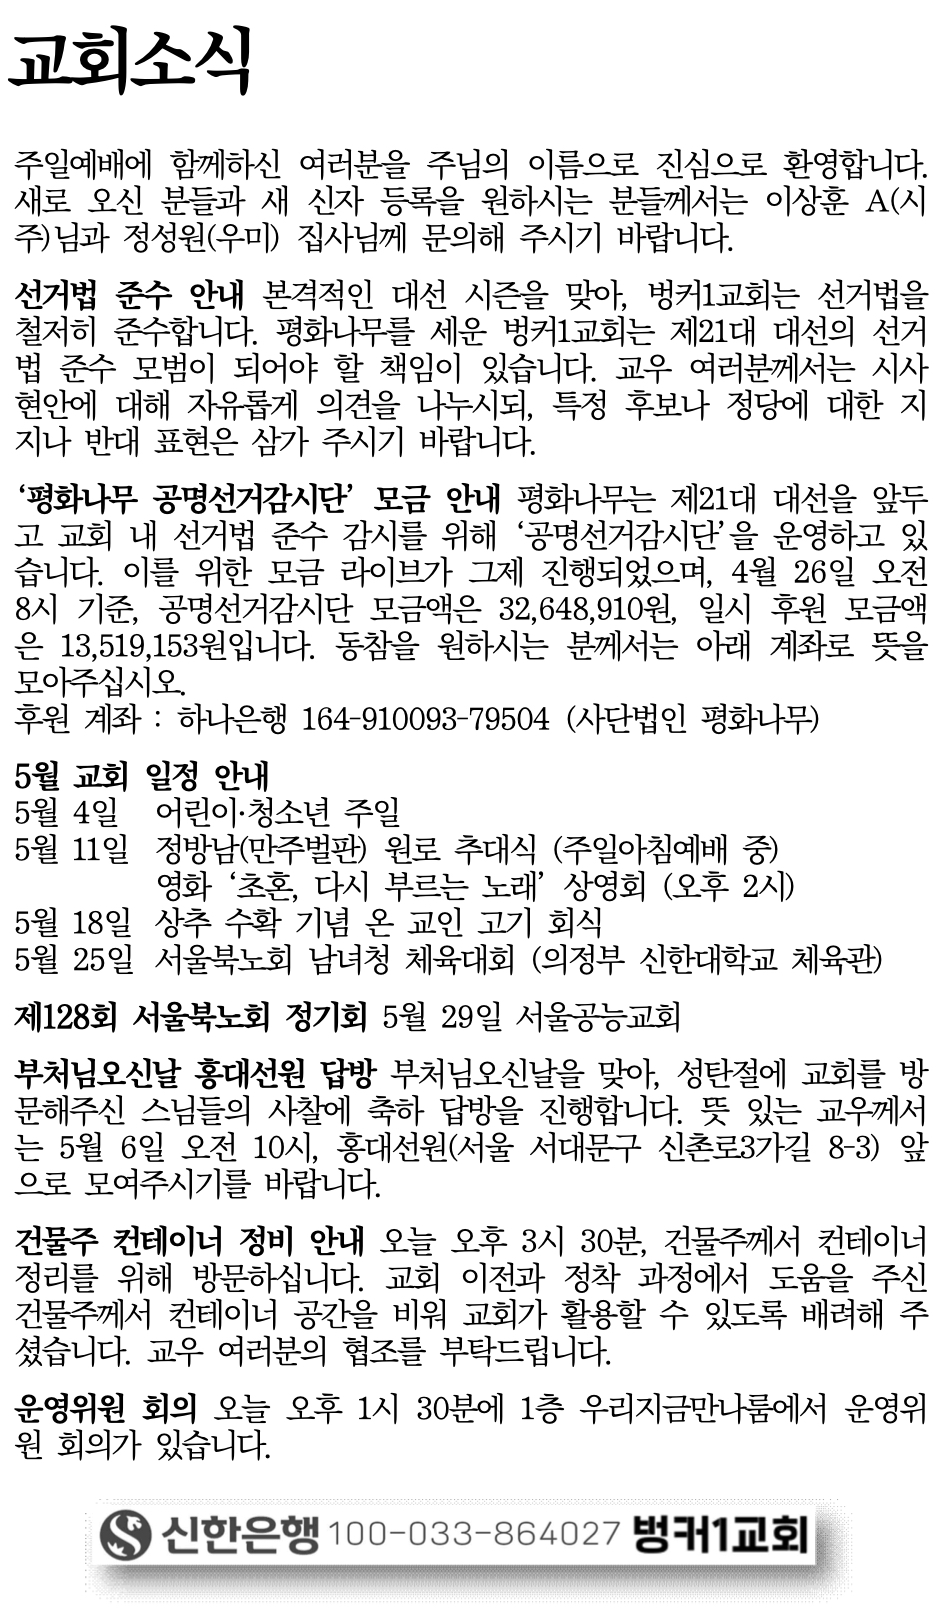 교회소식
주일예배에 함께하신 여러분을 주님의 이름으로 진심으로 환영합니다.
새로 오신 분들과 새 신자 등록을 원하시는 분들께서는 이상훈 A(시
주)님과 정성원(우미) 집사님께 문의해 주시기 바랍니다.
선거법 준수 안내 본격적인 대선 시즌을 맞아, 벙커1교회는 선거법을
철저히 준수합니다. 평화나무를 세운 벙커1교회는 제21대 대선의 선거
법 준수 모범이 되어야 할 책임이 있습니다. 교우 여러분께서는 시사
현안에 대해 자유롭게 의견을 나누시되, 특정 후보나 정당에 대한 지
지나 반대 표현은 삼가 주시기 바랍니다.
‘평화나무 공명선거감시단’ 모금 안내 평화나무는 제21대 대선을 앞두
고 교회 내 선거법 준수 감시를 위해 ‘공명선거감시단’을 운영하고 있
습니다. 이를 위한 모금 라이브가 그제 진행되었으며, 4월 26일 오전
8시 기준, 공명선거감시단 모금액은 32,648,910원, 일시 후원 모금액
은 13,519,153원입니다. 동참을 원하시는 분께서는 아래 계좌로 뜻을
모아주십시오.
후원 계좌 : 하나은행 164-910093-79504 (사단법인 평화나무)
5월 교회 일정 안내
5월 4일 어린이·청소년 주일
5월 11일 정방남(만주벌판) 원로 추대식 (주일아침예배 중)
영화 ‘초혼, 다시 부르는 노래’ 상영회 (오후 2시)
5월 18일 상추 수확 기념 온 교인 고기 회식
5월 25일 서울북노회 남녀청 체육대회 (의정부 신한대학교 체육관)
제128회 서울북노회 정기회 5월 29일 서울공능교회
부처님오신날 홍대선원 답방 부처님오신날을 맞아, 성탄절에 교회를 방
문해주신 스님들의 사찰에 축하 답방을 진행합니다. 뜻 있는 교우께서
는 5월 6일 오전 10시, 홍대선원(서울 서대문구 신촌로3가길 8-3) 앞
으로 모여주시기를 바랍니다.
건물주 컨테이너 정비 안내 오늘 오후 3시 30분, 건물주께서 컨테이너
정리를 위해 방문하십니다. 교회 이전과 정착 과정에서 도움을 주신
건물주께서 컨테이너 공간을 비워 교회가 활용할 수 있도록 배려해 주
셨습니다. 교우 여러분의 협조를 부탁드립니다.
운영위원 회의 오늘 오후 1시 30분에 1층 우리지금만나룸에서 운영위
원 회의가 있습니다.
신한은행 100-033-864027 벙커1교회